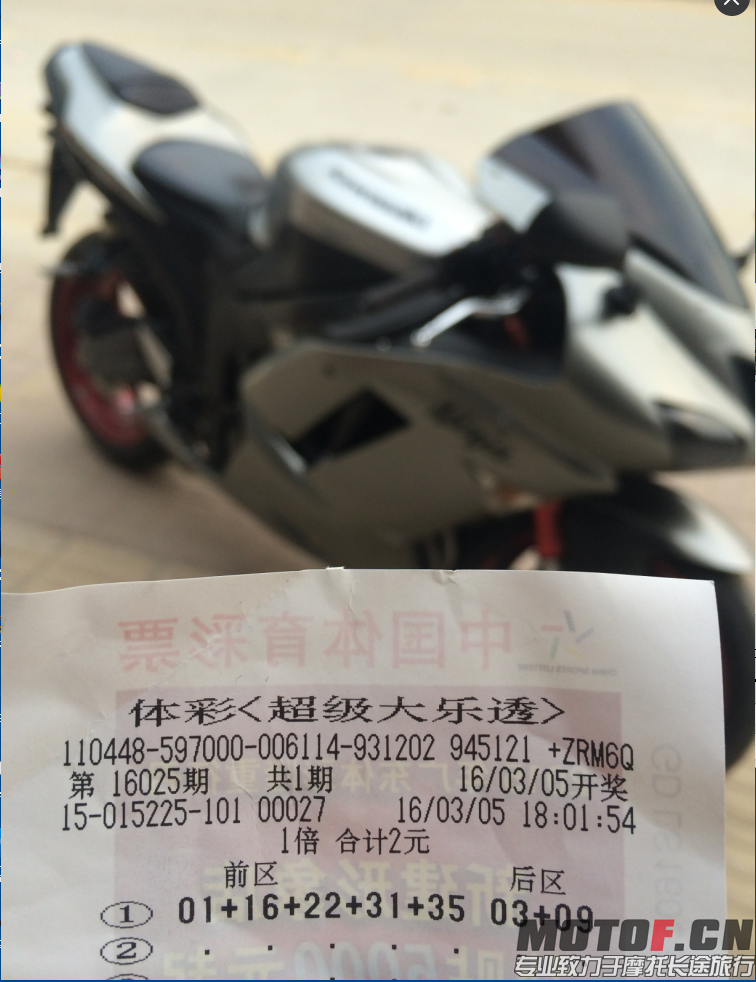 Ninja
中国体育彩票
CHINA SPORTS LOTTERY
体彩<超级大乐透>
110448-597000-006114-931202 945121 +ZRM6Q
第 16025期 共1期 16/03/05开奖
15-015225-101 00027 16/03/05 18:01:54
1倍 合计2元
前区 后区
① 01+16+22+31+35 03+09
②
MOTOF.CN
专业致力于摩托长途旅行